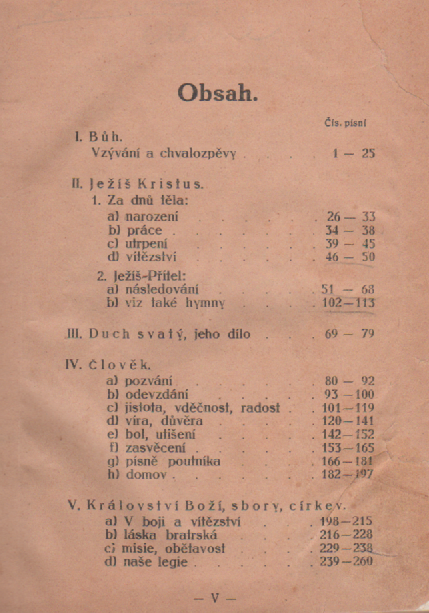 Obsah.
Čís. písní
I. Bůh.
Vzývání a chvalozpěvy . . . . 1 — 25
II. Ježíš Kristus.
1. Za dnů těla:
a) narození . . . . . 26 — 33
b) práce . . . . . 34 — 38
c) utrpení . . . . . 39 — 45
d) vítězství . . . . . 46 — 50
2. Ježíš-Přítel:
a) následování . . . . 51 — 68
b) viz také hymny . . . . 102—113
III. Duch svatý, jeho dílo . . . 69 — 79
IV. Člověk.
a) pozvání . . . . . 80 — 92
b) odevzdání . . . . 93 —100
c) jistota, vděčnost, radost . . 101—119
d) víra, důvěra . . . . 120—141
e) bol, utišení . . . . 142—152
f) zasvěcení . . . . 153—165
g) písně poutníka . . . . 166—181
h) domov . . . . . 182—197
V. Království Boží, sbory, církev.
a) V boji a vítězství . . . 198—215
b) láska bratrská . . . 216—228
c) misie, obětavost . . . 229—238
d) naše legie . . . . 239—260
— V —